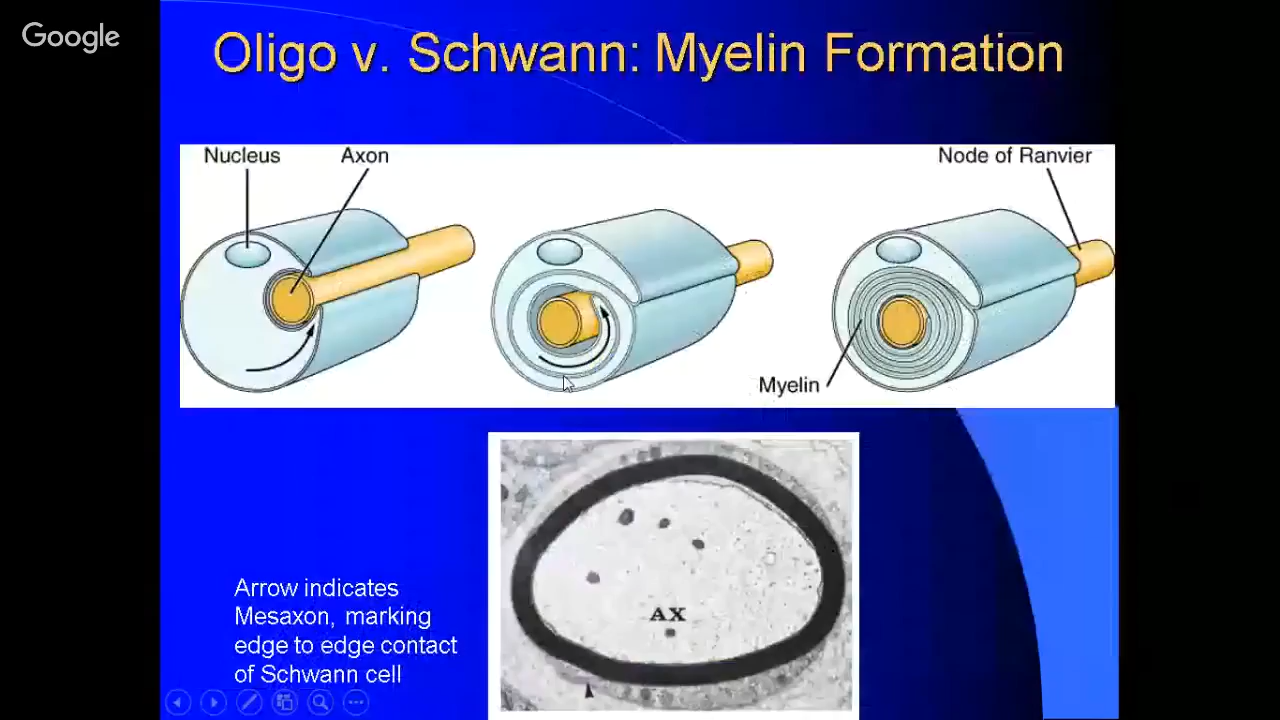 Google
Oligo v. Schwann: Myelin Formation
Nucleus
Axon
Node of Ranvier
Myelin
AX
Arrow indicates
Mesaxon, marking
edge to edge contact
of Schwann cell